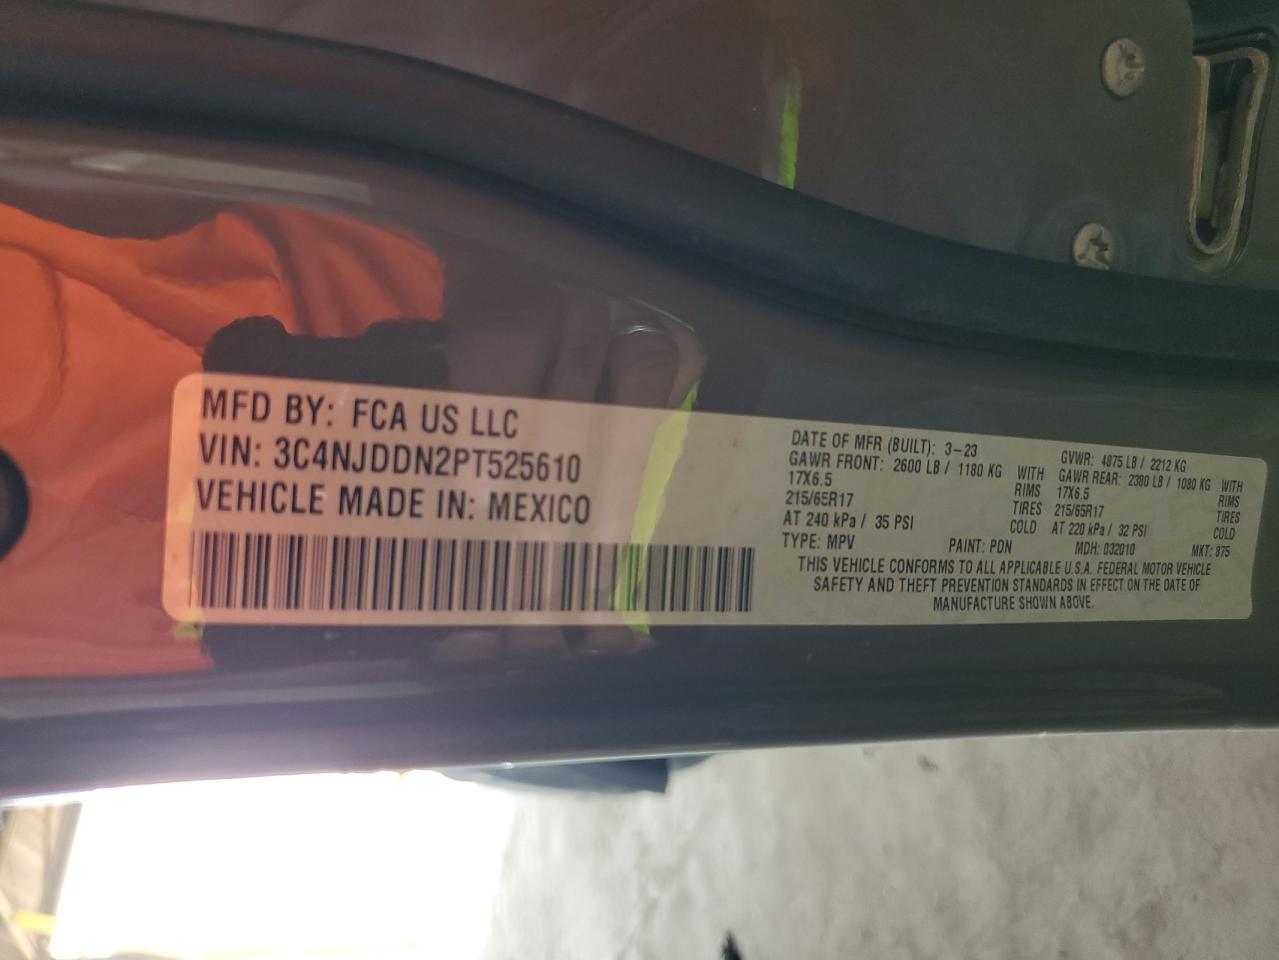 MFD BY: FCA US LLC
VIN: 3C4NJDDN2PT525610
VEHICLE MADE IN: MEXICO
DATE OF MFR (BUILT): 3-23
GAWR FRONT: 2600 LB / 1180 KG WITH
17X6.5 RIMS
215/65R17 TIRES
AT 240 kPa / 35 PSI COLD
TYPE: MPV
PAINT: PDN
GVWR: 4875 LB / 2212 KG
GAWR REAR: 2380 LB / 1080 KG WITH
17X6.5 RIMS
215/65R17 TIRES
AT 220 kPa / 32 PSI COLD
MDH: 032010
MKT: 875
THIS VEHICLE CONFORMS TO ALL APPLICABLE U.S.A. FEDERAL MOTOR VEHICLE
SAFETY AND THEFT PREVENTION STANDARDS IN EFFECT ON THE DATE OF
MANUFACTURE SHOWN ABOVE.